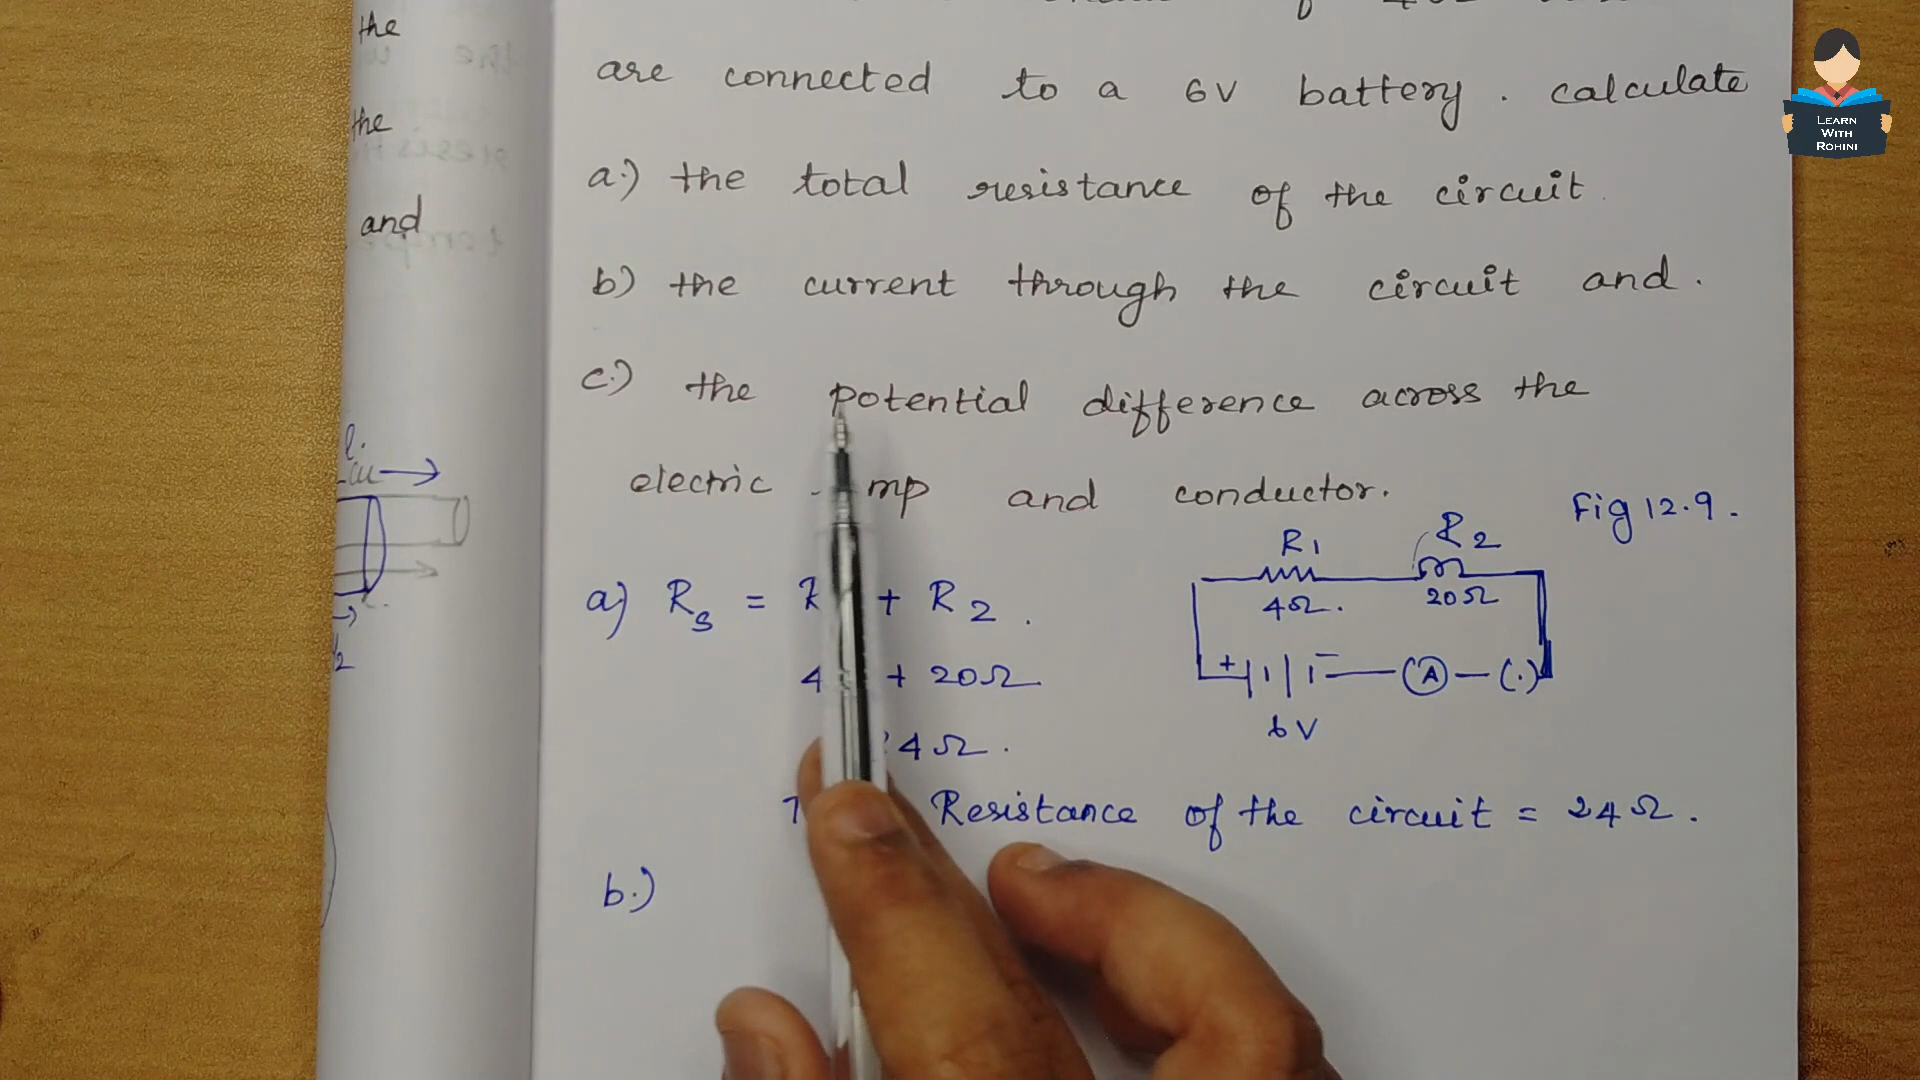 the
the
and
are connected to a 6V battery. calculate
a.) the total resistance of the circuit.
b) the current through the circuit and.
c.) the potential difference across the
electric and conductor.
Fig 12.9.
R1 R2
4Ω. 20Ω
+ − A (.)
6V
a) Rs = + R2.
4 + 20Ω
4Ω.
Resistance of the circuit = 24Ω.
b.)
LEARN
WITH
ROHINI